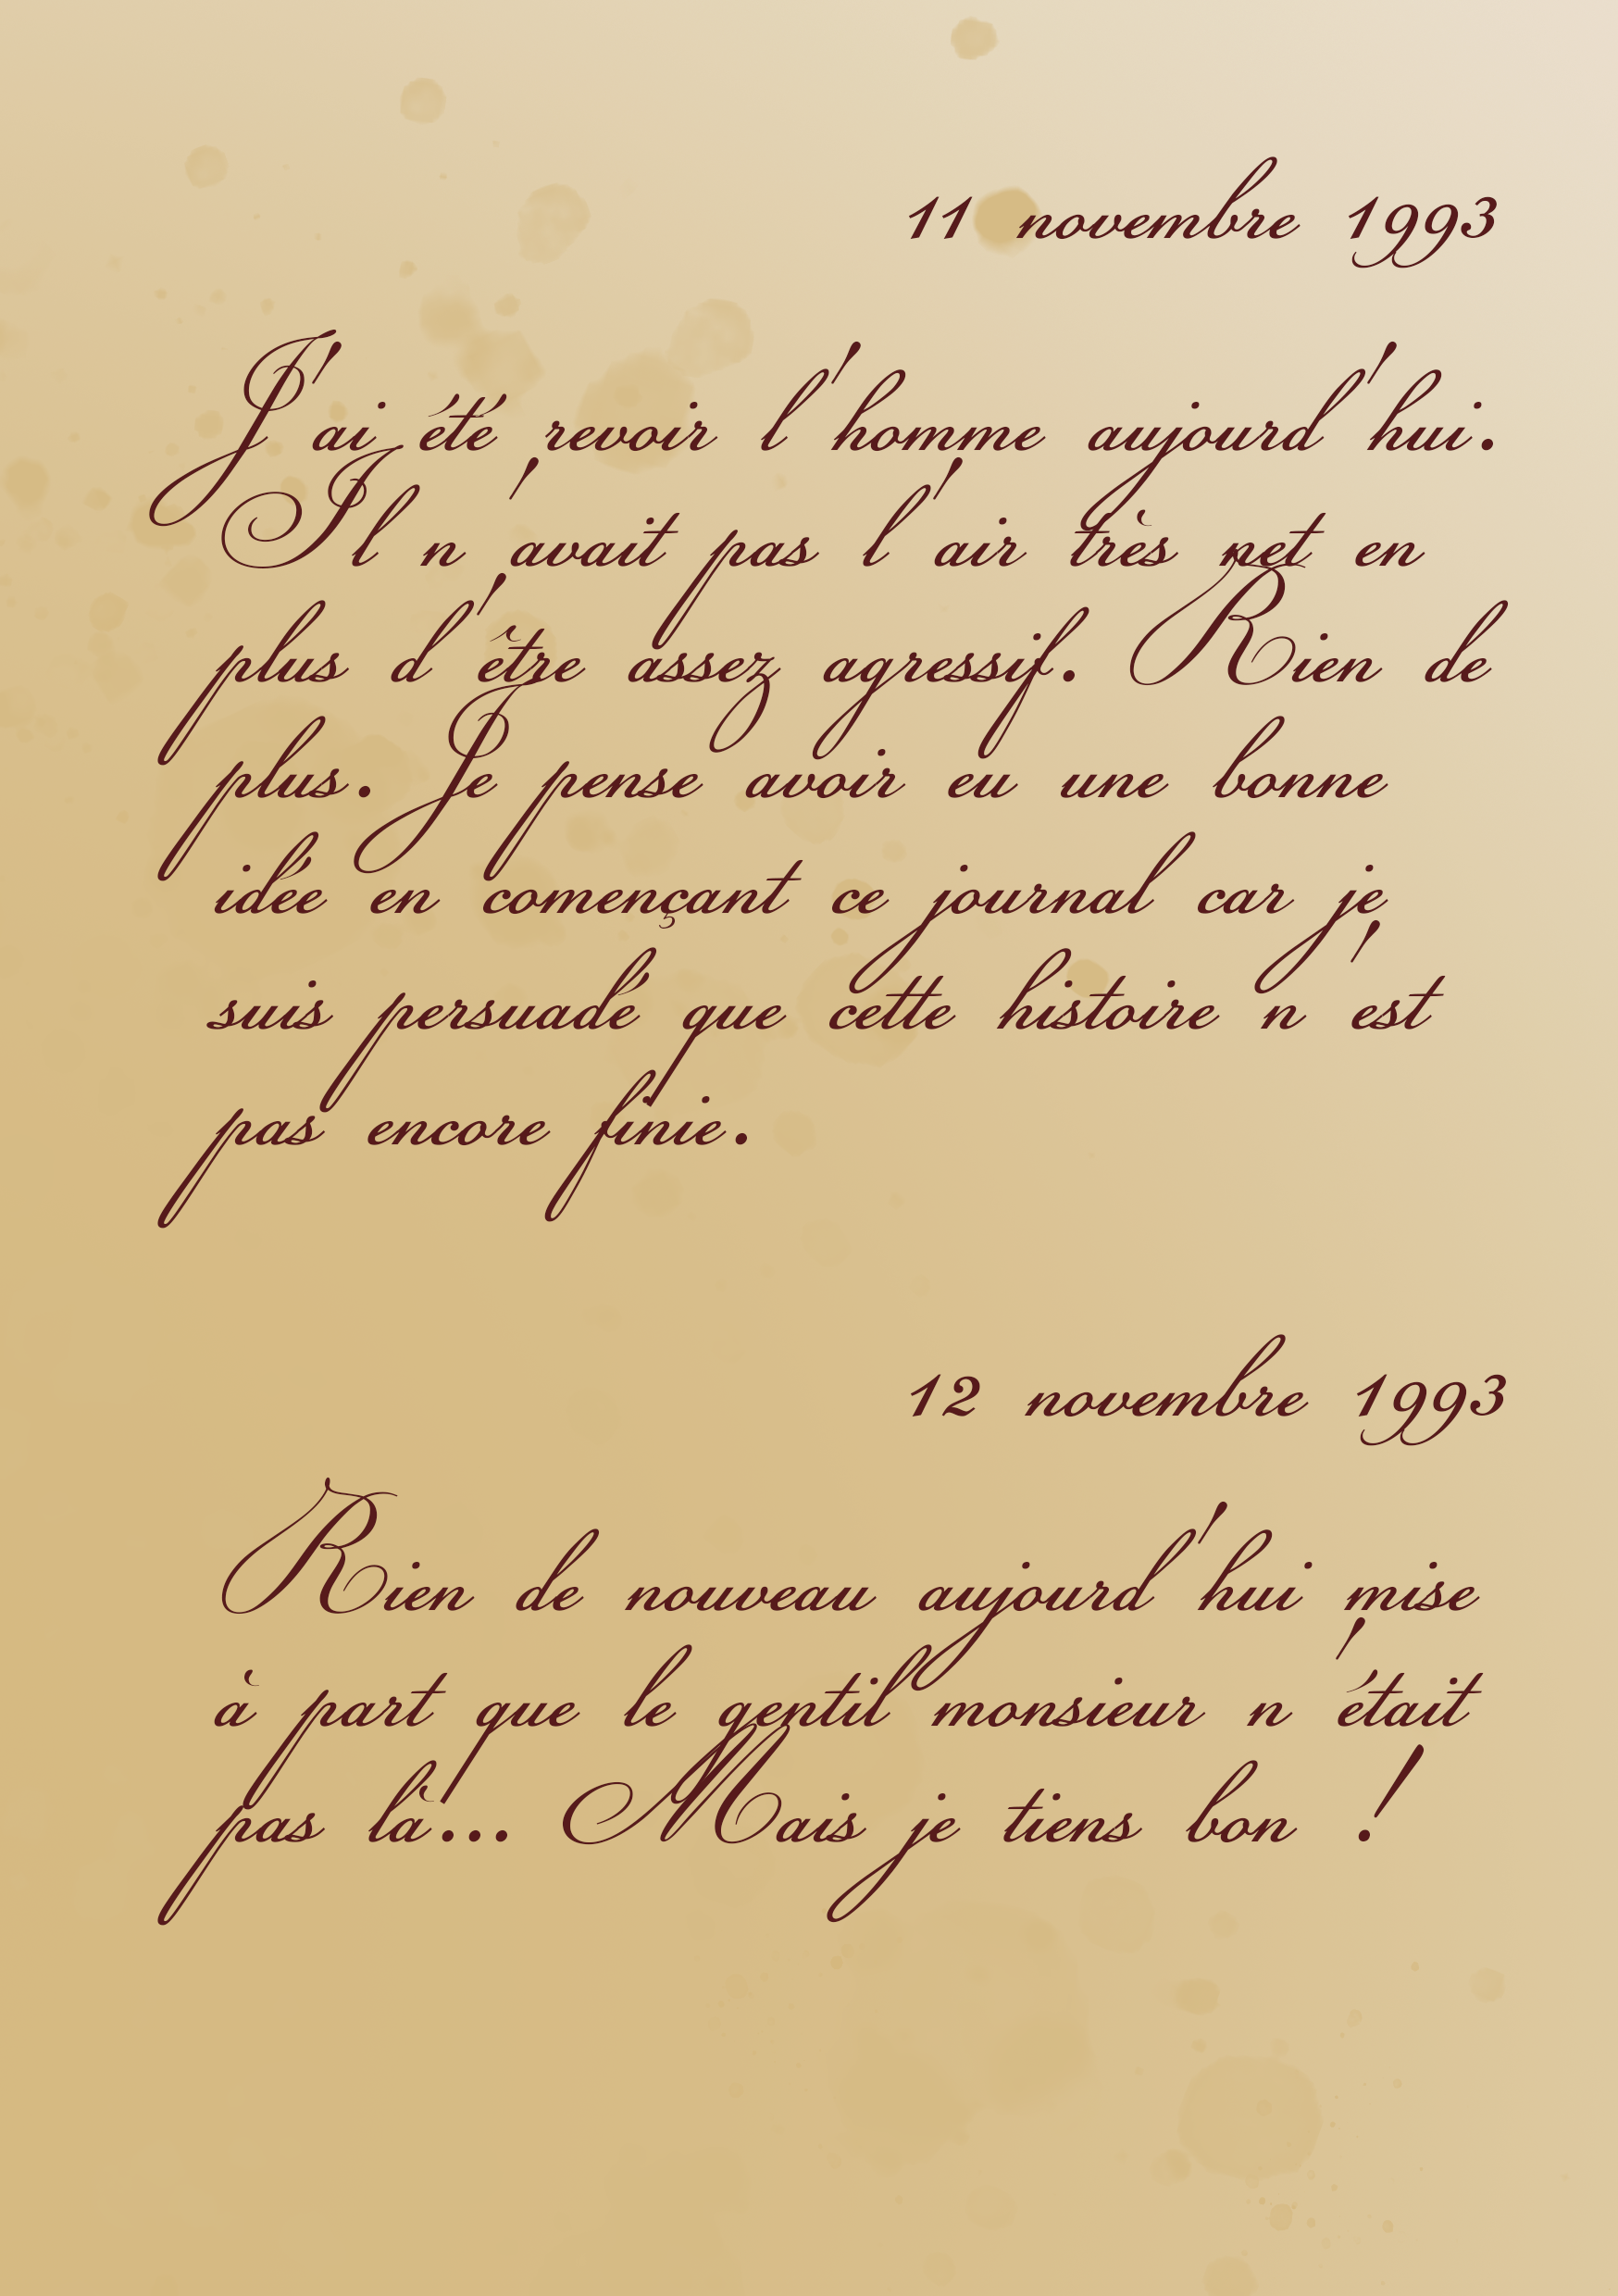 11 novembre 1993
J'ai été revoir l'homme aujourd'hui.
Il n'avait pas l'air très net en
plus d'être assez agressif. Rien de
plus. Je pense avoir eu une bonne
idée en començant ce journal car je
suis persuadé que cette histoire n'est
pas encore finie.
12 novembre 1993
Rien de nouveau aujourd'hui mise
à part que le gentil monsieur n'était
pas là... Mais je tiens bon !